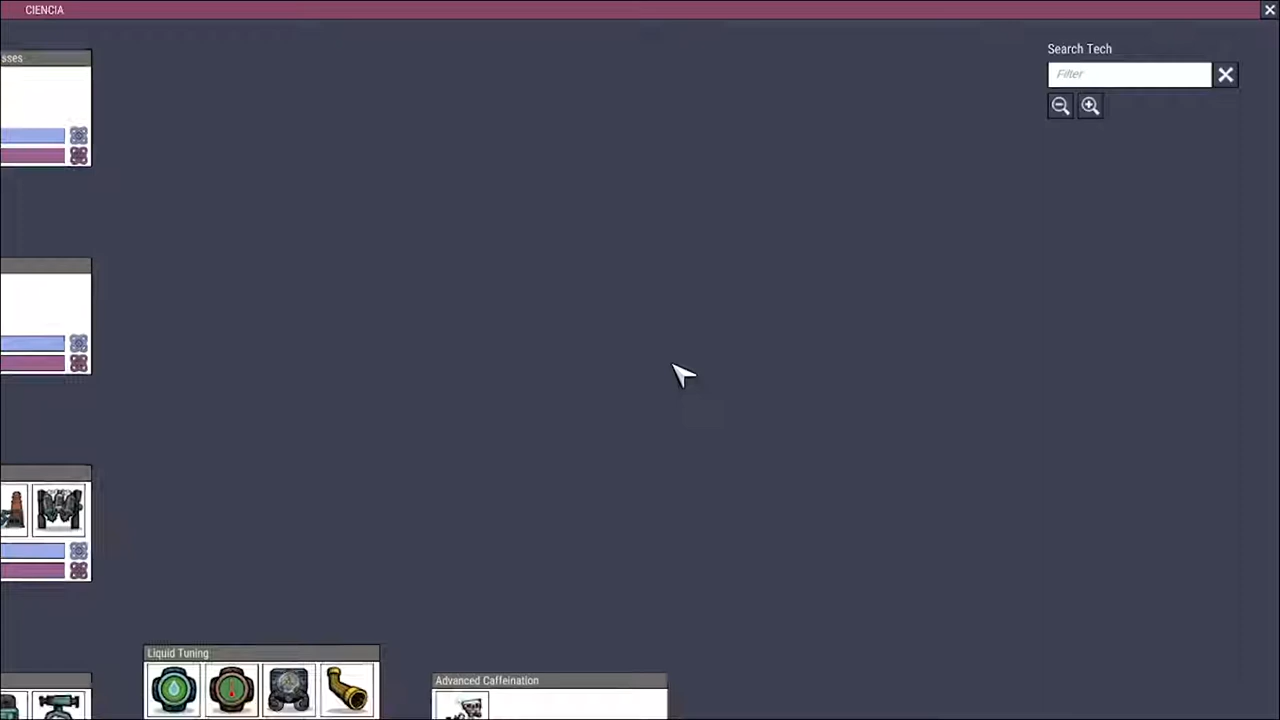 CIENCIA
Search Tech
Filter
sses
Liquid Tuning
Advanced Caffeination